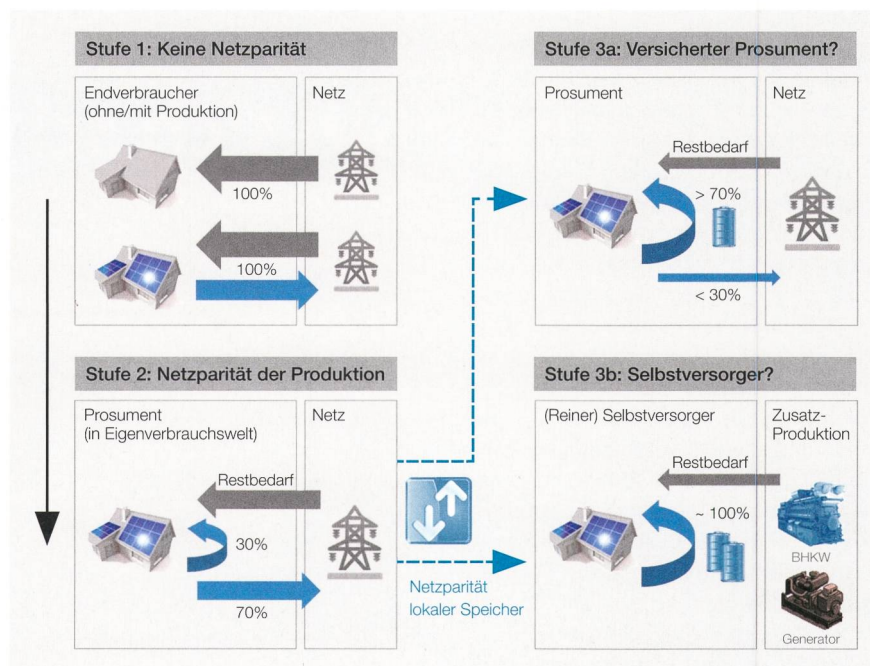 Stufe 1: Keine Netzparität
Endverbraucher
(ohne/mit Produktion)
Netz
100%
100%
Stufe 2: Netzparität der Produktion
Prosument
(in Eigenverbrauchswelt)
Netz
Restbedarf
30%
70%
Netzparität
lokaler Speicher
Stufe 3a: Versicherter Prosument?
Prosument
Netz
Restbedarf
> 70%
< 30%
Stufe 3b: Selbstversorger?
(Reiner) Selbstversorger
Zusatz-
Produktion
Restbedarf
~ 100%
BHKW
Generator